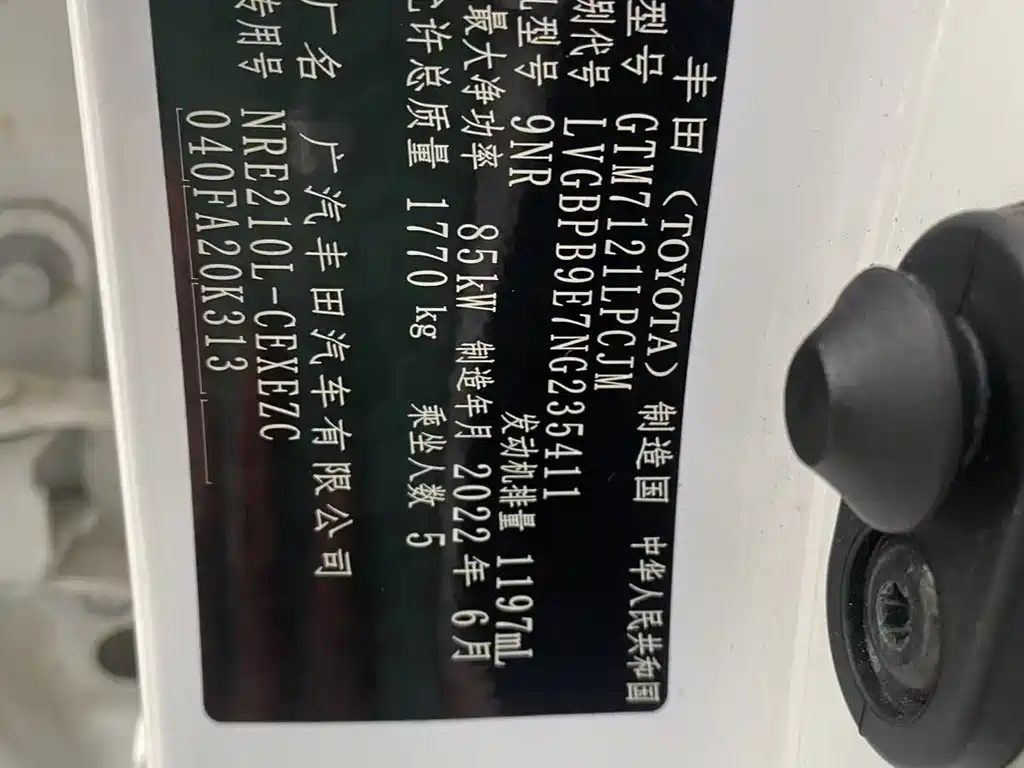 丰田 (TOYOTA) 制造国 中华人民共和国
型号 GTM7121LPCJM
别代号 LVGBPB9E7NG235411
型号 9NR 发动机排量 1197mL
最大净功率 85kW 制造年月 2022年6月
许总质量 1770kg 乘坐人数 5
厂名 广汽丰田汽车有限公司
专用号 NRE210L-CEXEZC
040FA20K313